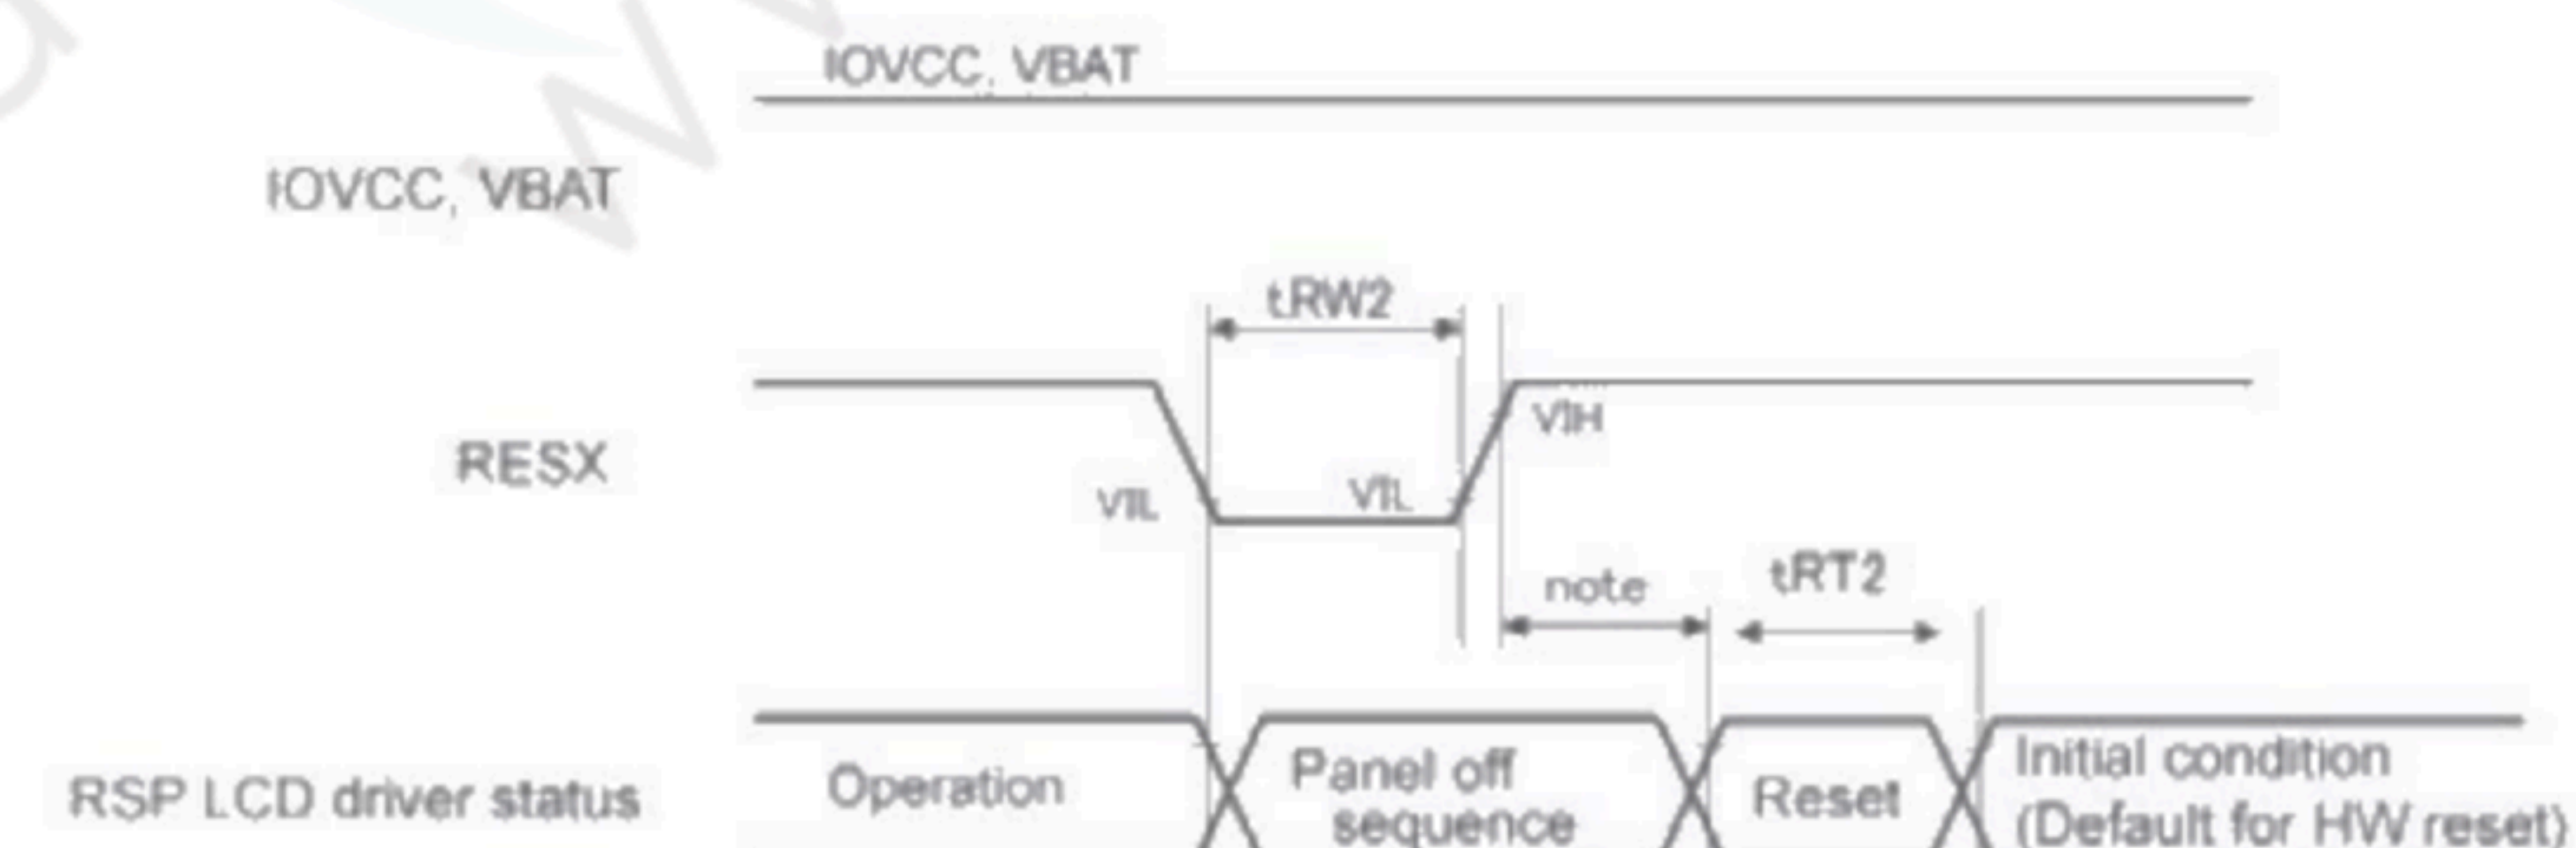 IOVCC, VBAT
IOVCC, VBAT
tRW2
RESX
VIH
VIL
VIL
note
tRT2
RSP LCD driver status
Operation
Panel off
sequence
Reset
Initial condition
(Default for HW reset)